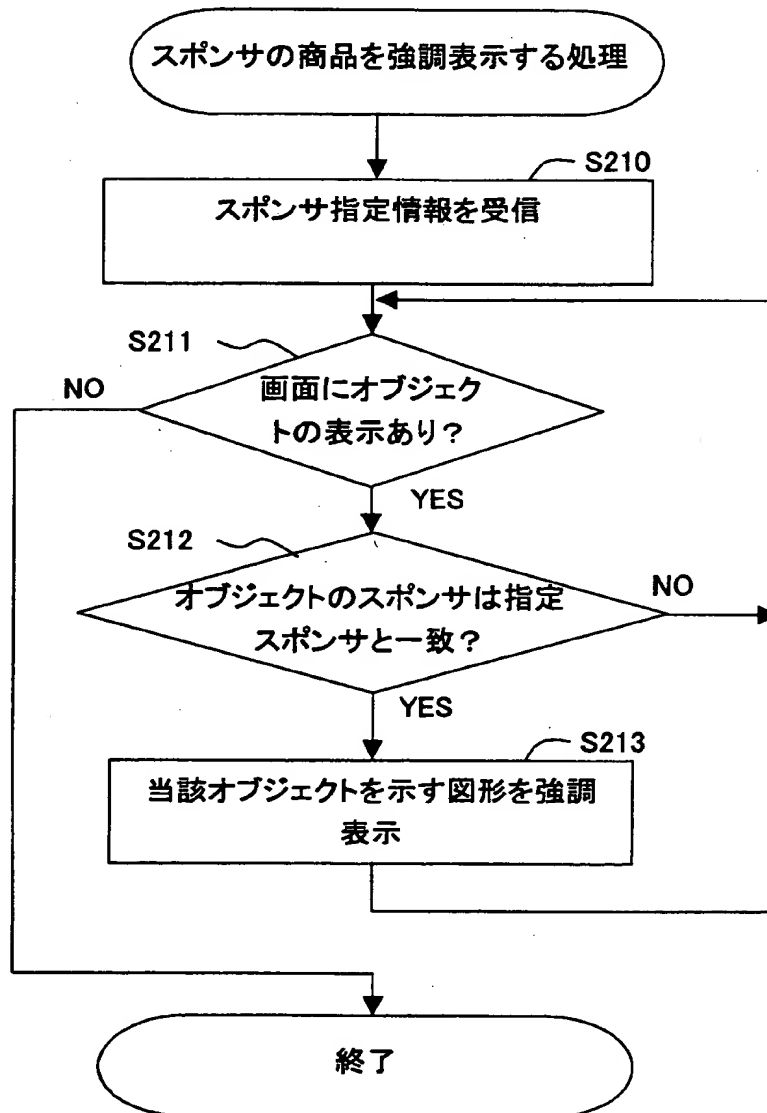 スポンサの商品を強調表示する処理
S210
スポンサ指定情報を受信
S211
NO
画面にオブジェク
トの表示あり？
YES
S212
オブジェクトのスポンサは指定
スポンサと一致？
NO
YES
S213
当該オブジェクトを示す図形を強調
表示
終了